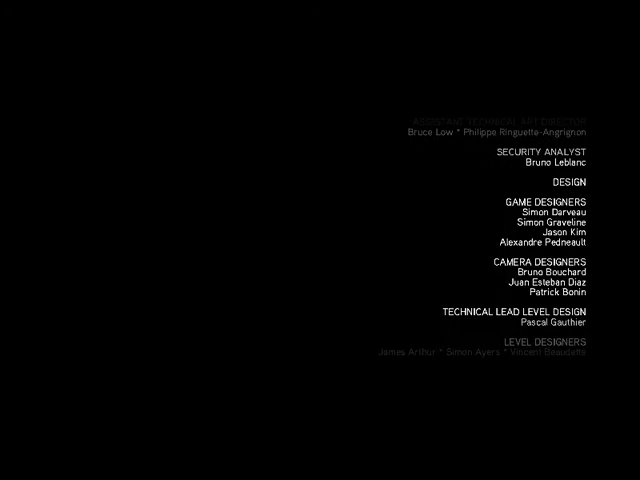 ASSISTANT TECHNICAL ART DIRECTOR
Bruce Low * Philippe Ringuette-Angrignon
SECURITY ANALYST
Bruno Leblanc
DESIGN
GAME DESIGNERS
Simon Darveau
Simon Graveline
Jason Kim
Alexandre Pedneault
CAMERA DESIGNERS
Bruno Bouchard
Juan Esteban Diaz
Patrick Bonin
TECHNICAL LEAD LEVEL DESIGN
Pascal Gauthier
LEVEL DESIGNERS
James Arthur * Simon Ayers * Vincent Beaudette